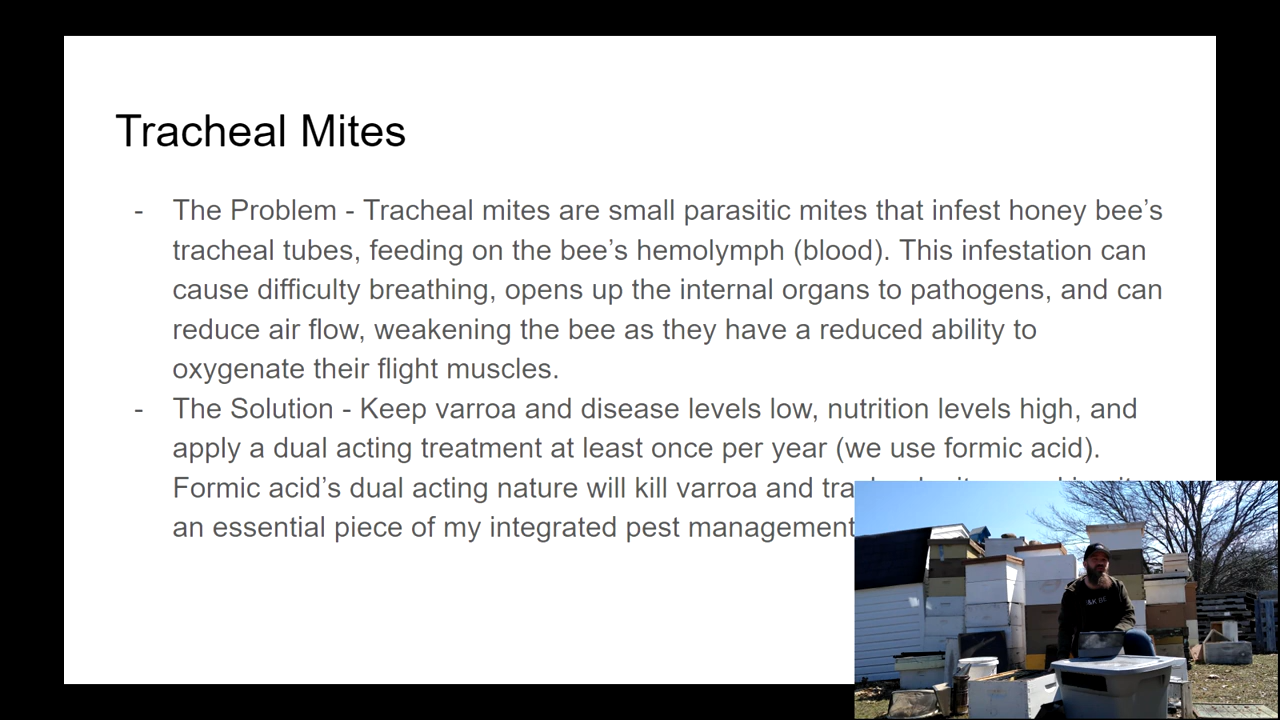 Tracheal Mites
- The Problem - Tracheal mites are small parasitic mites that infest honey bee’s
tracheal tubes, feeding on the bee’s hemolymph (blood). This infestation can
cause difficulty breathing, opens up the internal organs to pathogens, and can
reduce air flow, weakening the bee as they have a reduced ability to
oxygenate their flight muscles.
- The Solution - Keep varroa and disease levels low, nutrition levels high, and
apply a dual acting treatment at least once per year (we use formic acid).
Formic acid’s dual acting nature will kill varroa and
an essential piece of my integrated pest management